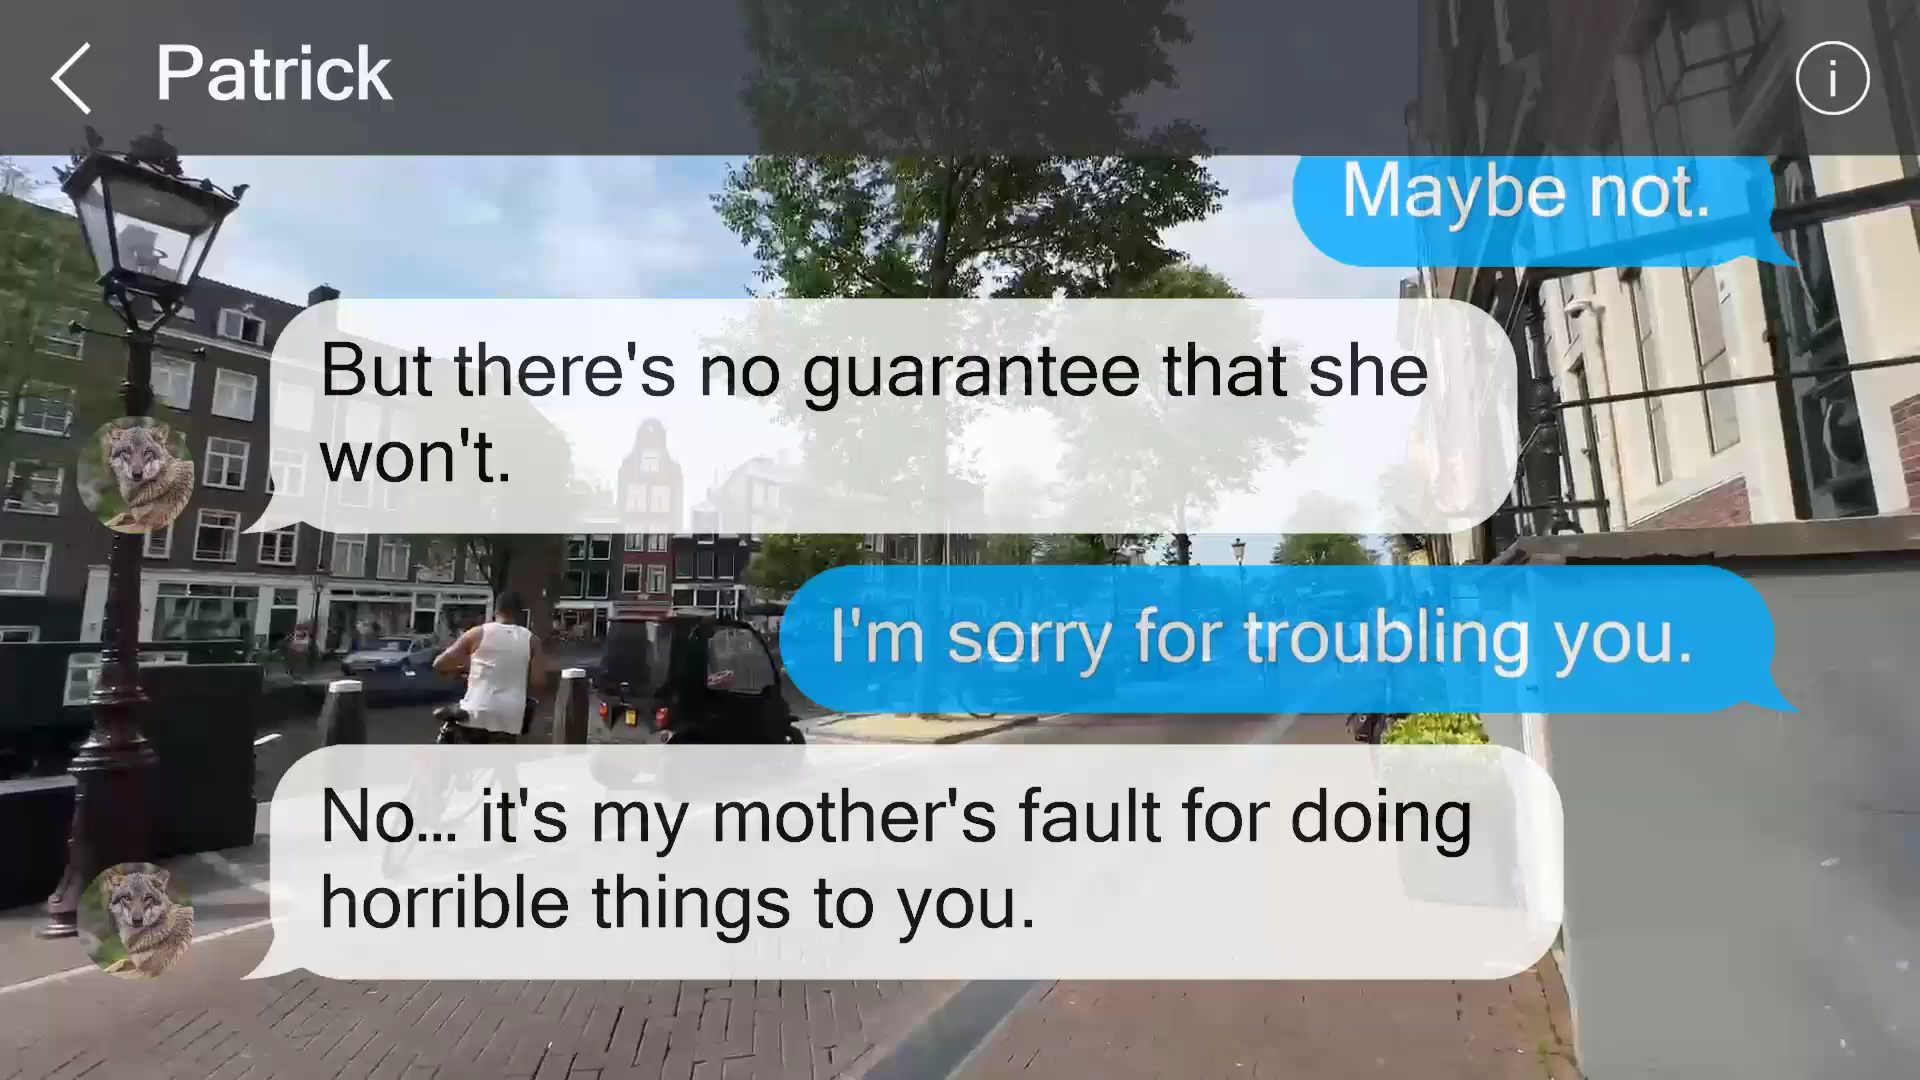 Patrick
Maybe not.
But there's no guarantee that she
won't.
I'm sorry for troubling you.
No... it's my mother's fault for doing
horrible things to you.